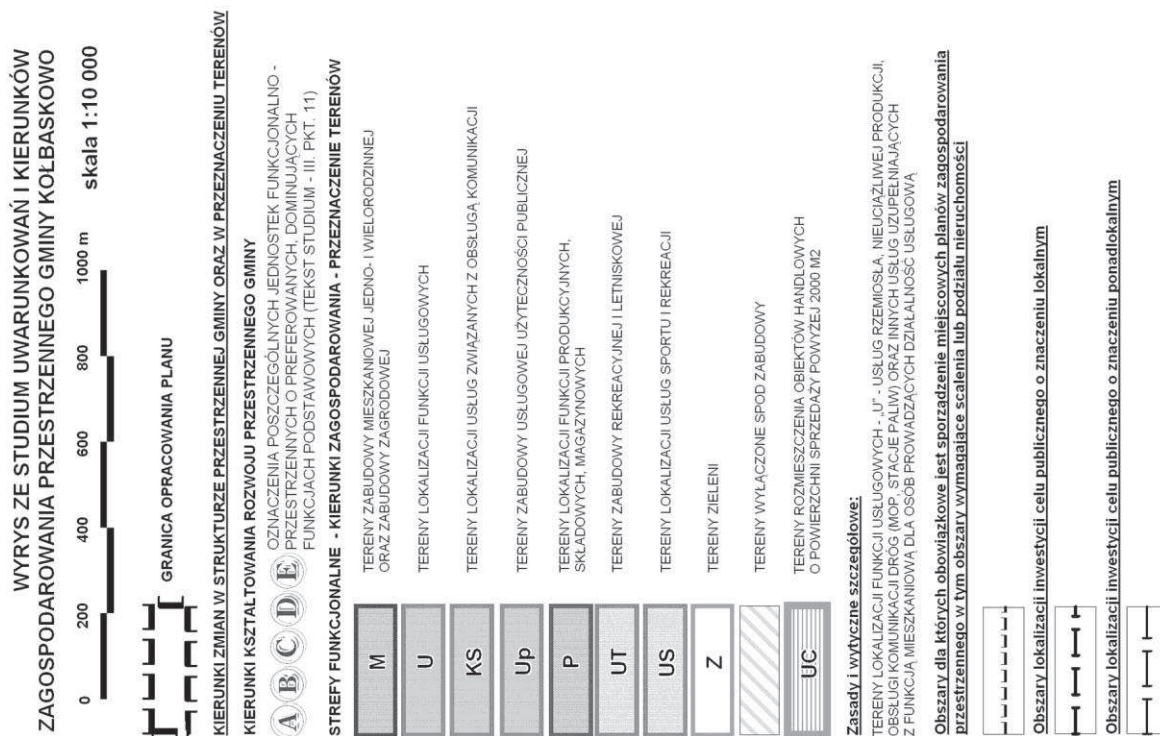 WYRYS ZE STUDIUM UWARUNKOWAŃ I KIERUNKÓW
ZAGOSPODAROWANIA PRZESTRZENNEGO GMINY KOŁBASKOWO
skala 1:10 000
0 200 400 600 800 1000 m
GRANICA OPRACOWANIA PLANU
KIERUNKI ZMIAN W STRUKTURZE PRZESTRZENNEJ GMINY ORAZ W PRZEZNACZENIU TERENÓW
KIERUNKI KSZTAŁTOWANIA ROZWOJU PRZESTRZENNEGO GMINY
A B C D E
OZNACZENIA POSZCZEGÓLNYCH JEDNOSTEK FUNKCJONALNO -
PRZESTRZENNYCH O PREFEROWANYCH, DOMINUJĄCYCH
FUNKCJACH PODSTAWOWYCH (TEKST STUDIUM - III. PKT. 11)
STREFY FUNKCJONALNE - KIERUNKI ZAGOSPODAROWANIA - PRZEZNACZENIE TERENÓW
M TERENY ZABUDOWY MIESZKANIOWEJ JEDNO- I WIELORODZINNEJ
ORAZ ZABUDOWY ZAGRODOWEJ
U TERENY LOKALIZACJI FUNKCJI USŁUGOWYCH
KS TERENY LOKALIZACJI USŁUG ZWIĄZANYCH Z OBSŁUGĄ KOMUNIKACJI
Up TERENY ZABUDOWY USŁUGOWEJ UŻYTECZNOŚCI PUBLICZNEJ
P TERENY LOKALIZACJI FUNKCJI PRODUKCYJNYCH,
SKŁADOWYCH, MAGAZYNOWYCH
UT TERENY ZABUDOWY REKREACYJNEJ I LETNISKOWEJ
US TERENY LOKALIZACJI USŁUG SPORTU I REKREACJI
Z TERENY ZIELENI
TERENY WYŁĄCZONE SPOD ZABUDOWY
UC TERENY ROZMIESZCZENIA OBIEKTÓW HANDLOWYCH
O POWIERZCHNI SPRZEDAŻY POWYŻEJ 2000 M2
Zasady i wytyczne szczegółowe:
TERENY LOKALIZACJI FUNKCJI USŁUGOWYCH - „U” - USŁUG RZEMIOSŁA, NIEUCIĄŻLIWEJ PRODUKCJI,
OBSŁUGI KOMUNIKACJI DRÓG (MOP, STACJE PALIW) ORAZ INNYCH USŁUG UZUPEŁNIAJĄCYCH
Z FUNKCJĄ MIESZKANIOWĄ DLA OSÓB PROWADZĄCYCH DZIAŁALNOŚĆ USŁUGOWĄ
Obszary dla których obowiązkowe jest sporządzenie miejscowych planów zagospodarowania
przestrzennego w tym obszary wymagające scalenia lub podziału nieruchomości
Obszary lokalizacji inwestycji celu publicznego o znaczeniu lokalnym
Obszary lokalizacji inwestycji celu publicznego o znaczeniu ponadlokalnym